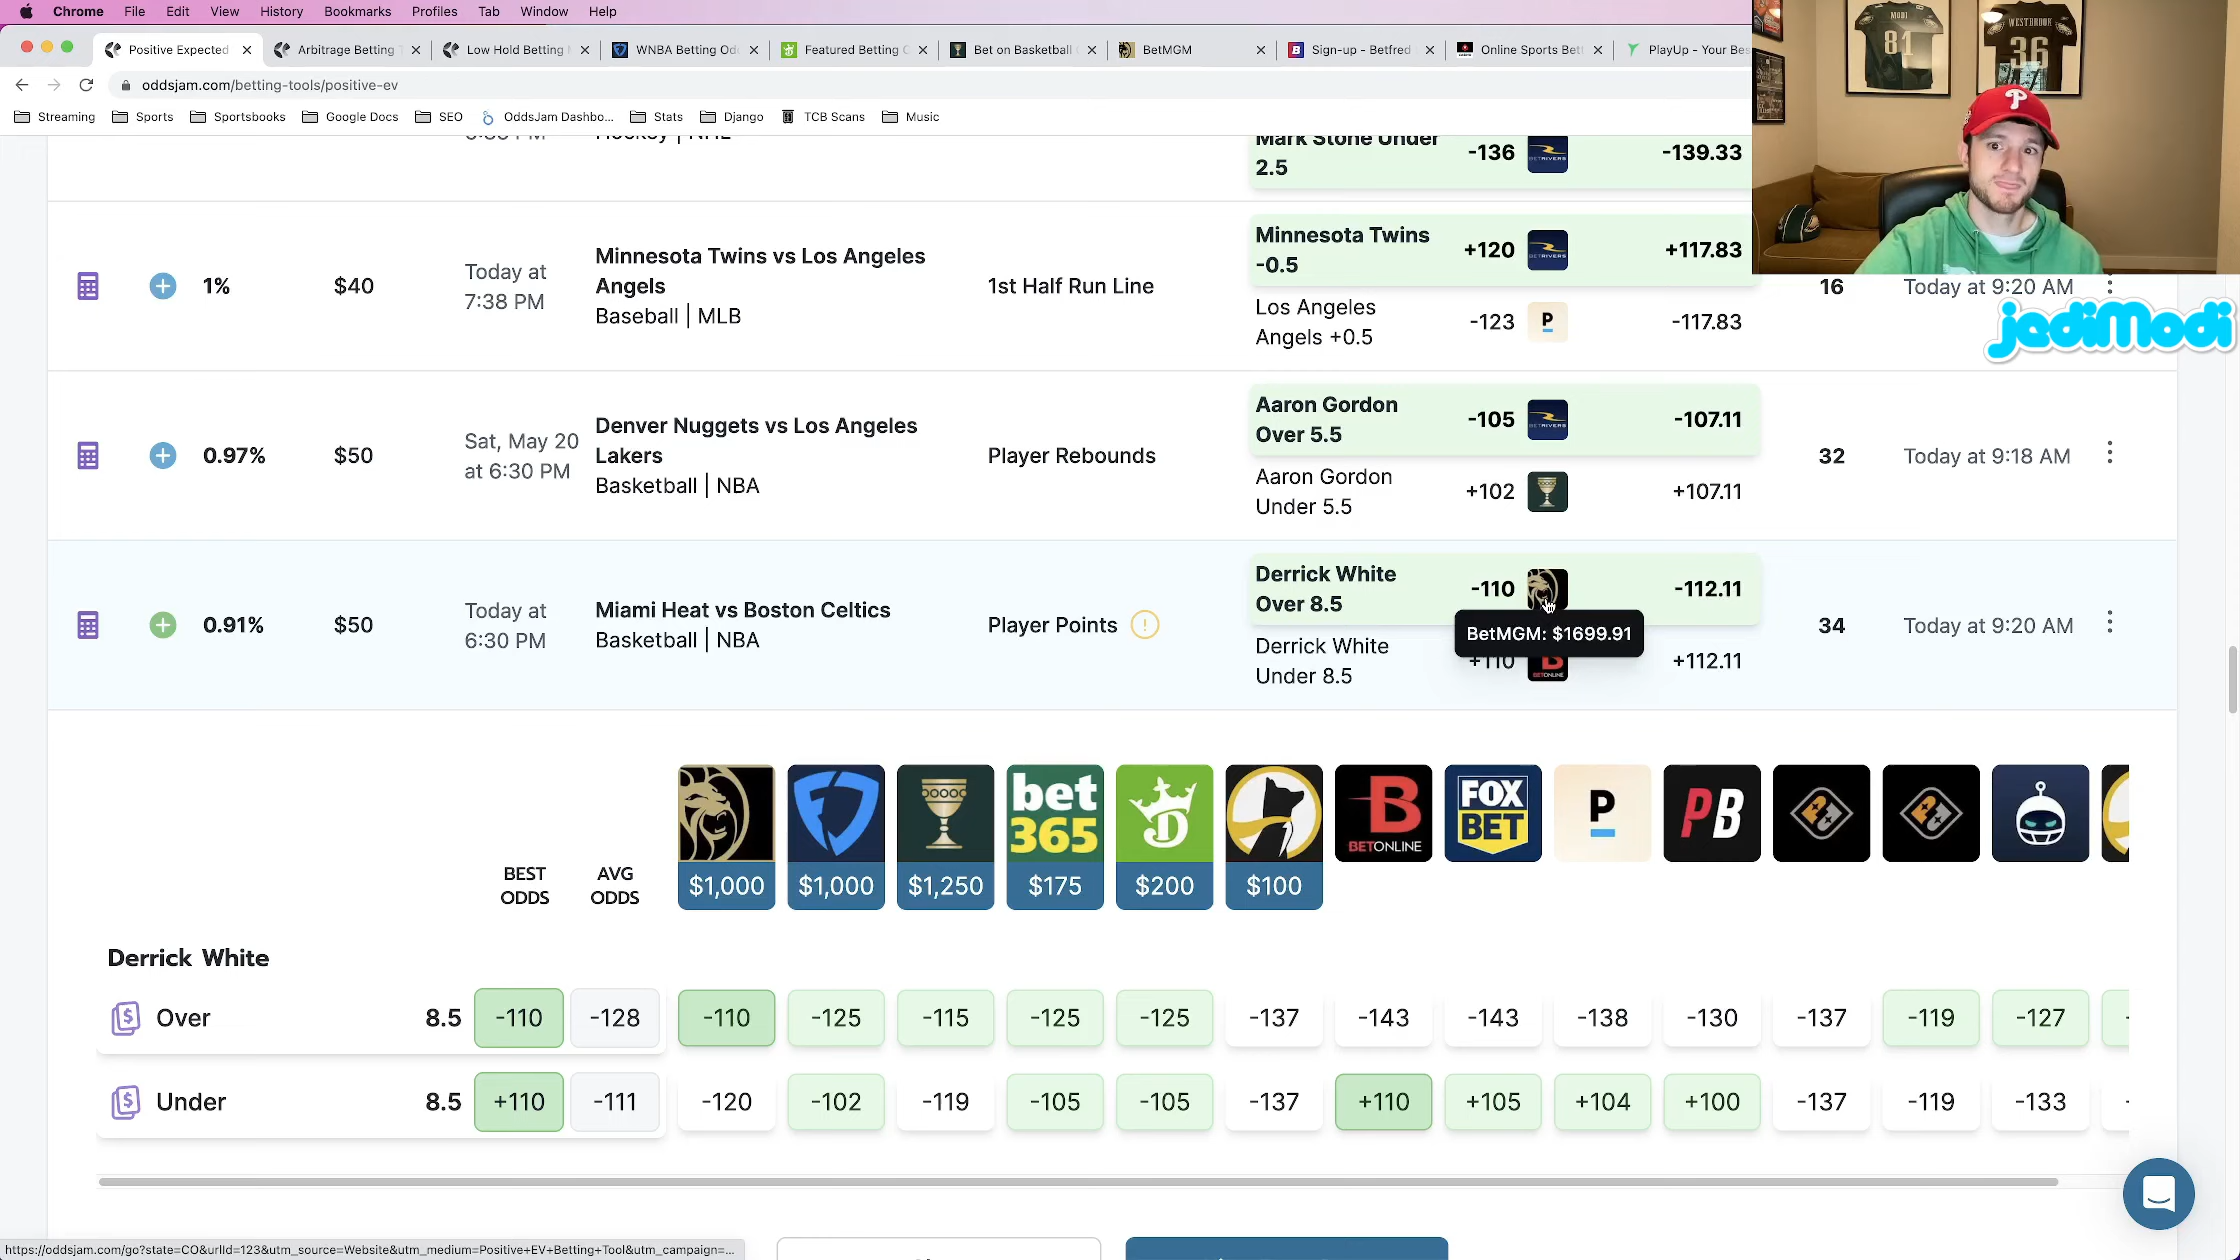 Chrome File Edit View History Bookmarks Profiles Tab Window Help
Positive Expected Arbitrage Betting Low Hold Betting WNBA Betting Od Featured Betting Bet on Basketball BetMGM Sign-up - Betfred Online Sports Bet PlayUp - Your Bes
oddsjam.com/betting-tools/positive-ev
Streaming Sports Sportsbooks Google Docs SEO OddsJam Dashbo... Stats Django TCB Scans Music
MODI 81 WESTBROOK 36
P
Hockey | NHL
Mark Stone Under 2.5 -136 BETRIVERS -139.33
1% $40 Today at 7:38 PM
Minnesota Twins vs Los Angeles Angels
Baseball | MLB
1st Half Run Line
Minnesota Twins -0.5 +120 BETRIVERS +117.83
Los Angeles Angels +0.5 -123 P -117.83
16 Today at 9:20 AM
jediModi
0.97% $50 Sat, May 20 at 6:30 PM
Denver Nuggets vs Los Angeles Lakers
Basketball | NBA
Player Rebounds
Aaron Gordon Over 5.5 -105 BETRIVERS -107.11
Aaron Gordon Under 5.5 +102 +107.11
32 Today at 9:18 AM
0.91% $50 Today at 6:30 PM
Miami Heat vs Boston Celtics
Basketball | NBA
Player Points
Derrick White Over 8.5 -110 -112.11
BetMGM: $1699.91
Derrick White Under 8.5 +110 B BETONLINE +112.11
34 Today at 9:20 AM
bet365 B BETONLINE FOX BET P PB
BEST ODDS AVG ODDS $1,000 $1,000 $1,250 $175 $200 $100
Derrick White
Over 8.5 -110 -128 -110 -125 -115 -125 -125 -137 -143 -143 -138 -130 -137 -119 -127 -
Under 8.5 +110 -111 -120 -102 -119 -105 -105 -137 +110 +105 +104 +100 -137 -119 -133 -
https://oddsjam.com/go?state=CO&urlId=123&utm_source=Website&utm_medium=Positive+EV+Betting+Tool&utm_campaign=...